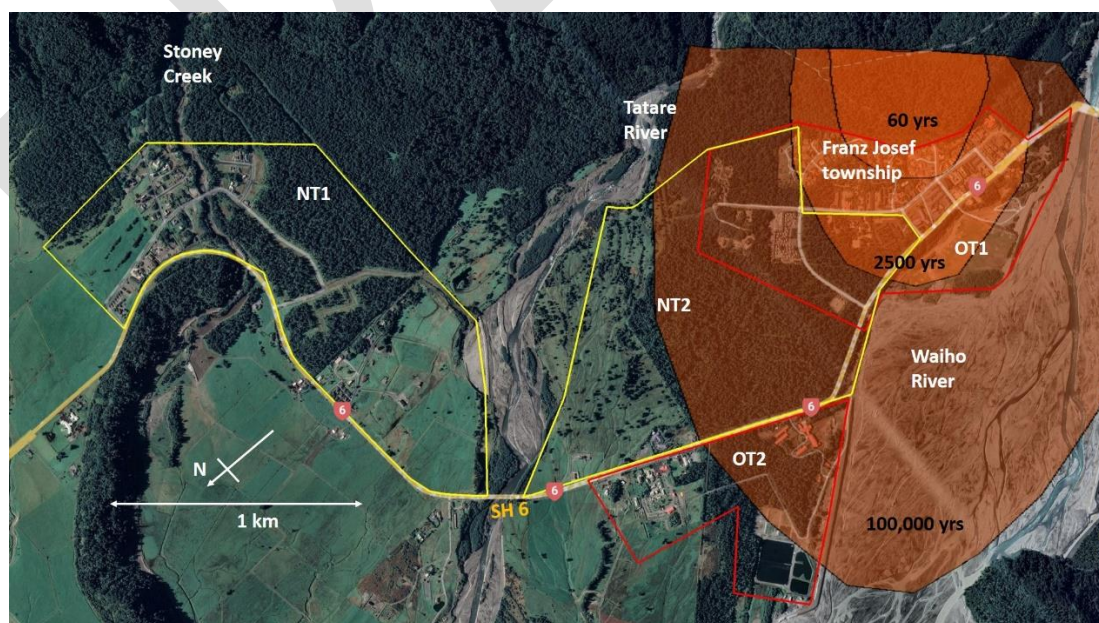 Stoney
Creek
Tatare
River
60 yrs
Franz Josef
township
NT1
6
2500 yrs
OT1
NT2
Waiho
River
6
6
N
OT2
6
SH 6
1 km
100,000 yrs